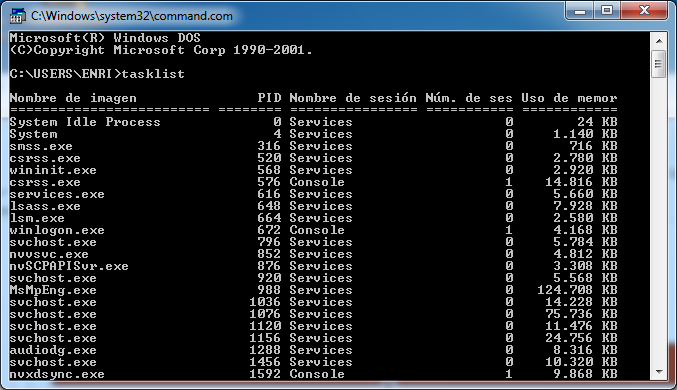 C:\Windows\system32\command.com
Microsoft(R) Windows DOS
(C)Copyright Microsoft Corp 1990-2001.
C:\USERS\ENRI>tasklist
Nombre de imagen                     PID Nombre de sesión Núm. de ses Uso de memor
========================= ======== ================ =========== ============
System Idle Process                    0 Services                   0        24 KB
System                                 4 Services                   0     1.140 KB
smss.exe                             316 Services                   0       716 KB
csrss.exe                            520 Services                   0     2.780 KB
wininit.exe                          568 Services                   0     2.920 KB
csrss.exe                            576 Console                    1    14.816 KB
services.exe                         616 Services                   0     5.660 KB
lsass.exe                            648 Services                   0     7.928 KB
lsm.exe                              664 Services                   0     2.580 KB
winlogon.exe                         672 Console                    1     4.168 KB
svchost.exe                          796 Services                   0     5.784 KB
nvvsvc.exe                           852 Services                   0     4.812 KB
nvSCPAPISvr.exe                      876 Services                   0     3.308 KB
svchost.exe                          920 Services                   0     5.568 KB
MsMpEng.exe                          988 Services                   0   124.708 KB
svchost.exe                         1036 Services                   0    14.228 KB
svchost.exe                         1076 Services                   0    75.736 KB
svchost.exe                         1120 Services                   0    11.476 KB
svchost.exe                         1156 Services                   0    24.756 KB
audiodg.exe                         1288 Services                   0     8.316 KB
svchost.exe                         1456 Services                   0    10.320 KB
nvxdsync.exe                        1592 Console                    1     9.868 KB